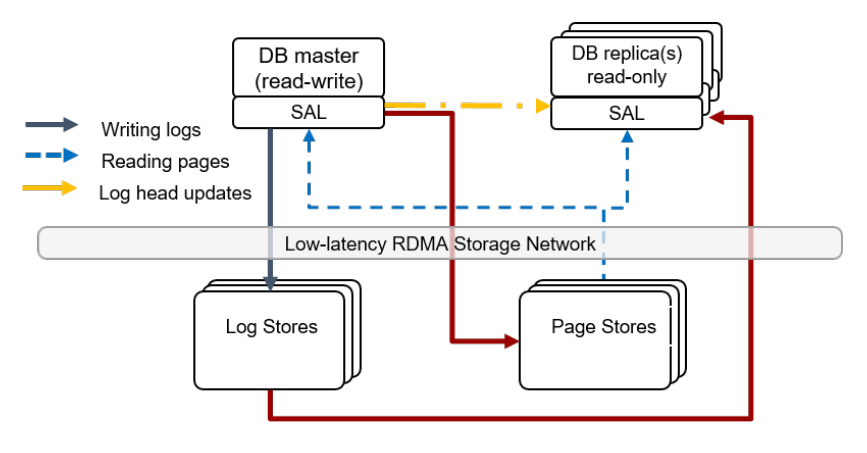 DB master
(read-write)
SAL
DB replica(s)
read-only
SAL
Writing logs
Reading pages
Log head updates
Low-latency RDMA Storage Network
Log Stores
Page Stores